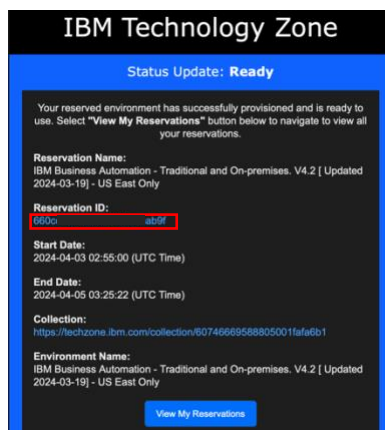 IBM Technology Zone
Status Update: Ready
Your reserved environment has successfully provisioned and is ready to
use. Select "View My Reservations" button below to navigate to view all
your reservations.
Reservation Name:
IBM Business Automation - Traditional and On-premises. V4.2 [ Updated
2024-03-19] - US East Only
Reservation ID:
660c ab9f
Start Date:
2024-04-03 02:55:00 (UTC Time)
End Date:
2024-04-05 03:25:22 (UTC Time)
Collection:
https://techzone.ibm.com/collection/60746669588805001fafa6b1
Environment Name:
IBM Business Automation - Traditional and On-premises. V4.2 [ Updated
2024-03-19] - US East Only
View My Reservations